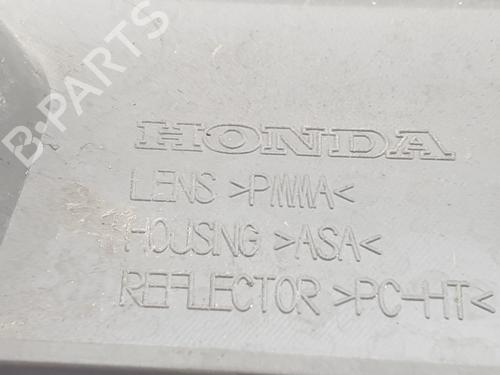 B-PARTS
HONDA
LENS >PMMA<
HOUSING >ASA<
REFLECTOR >PC-HT<